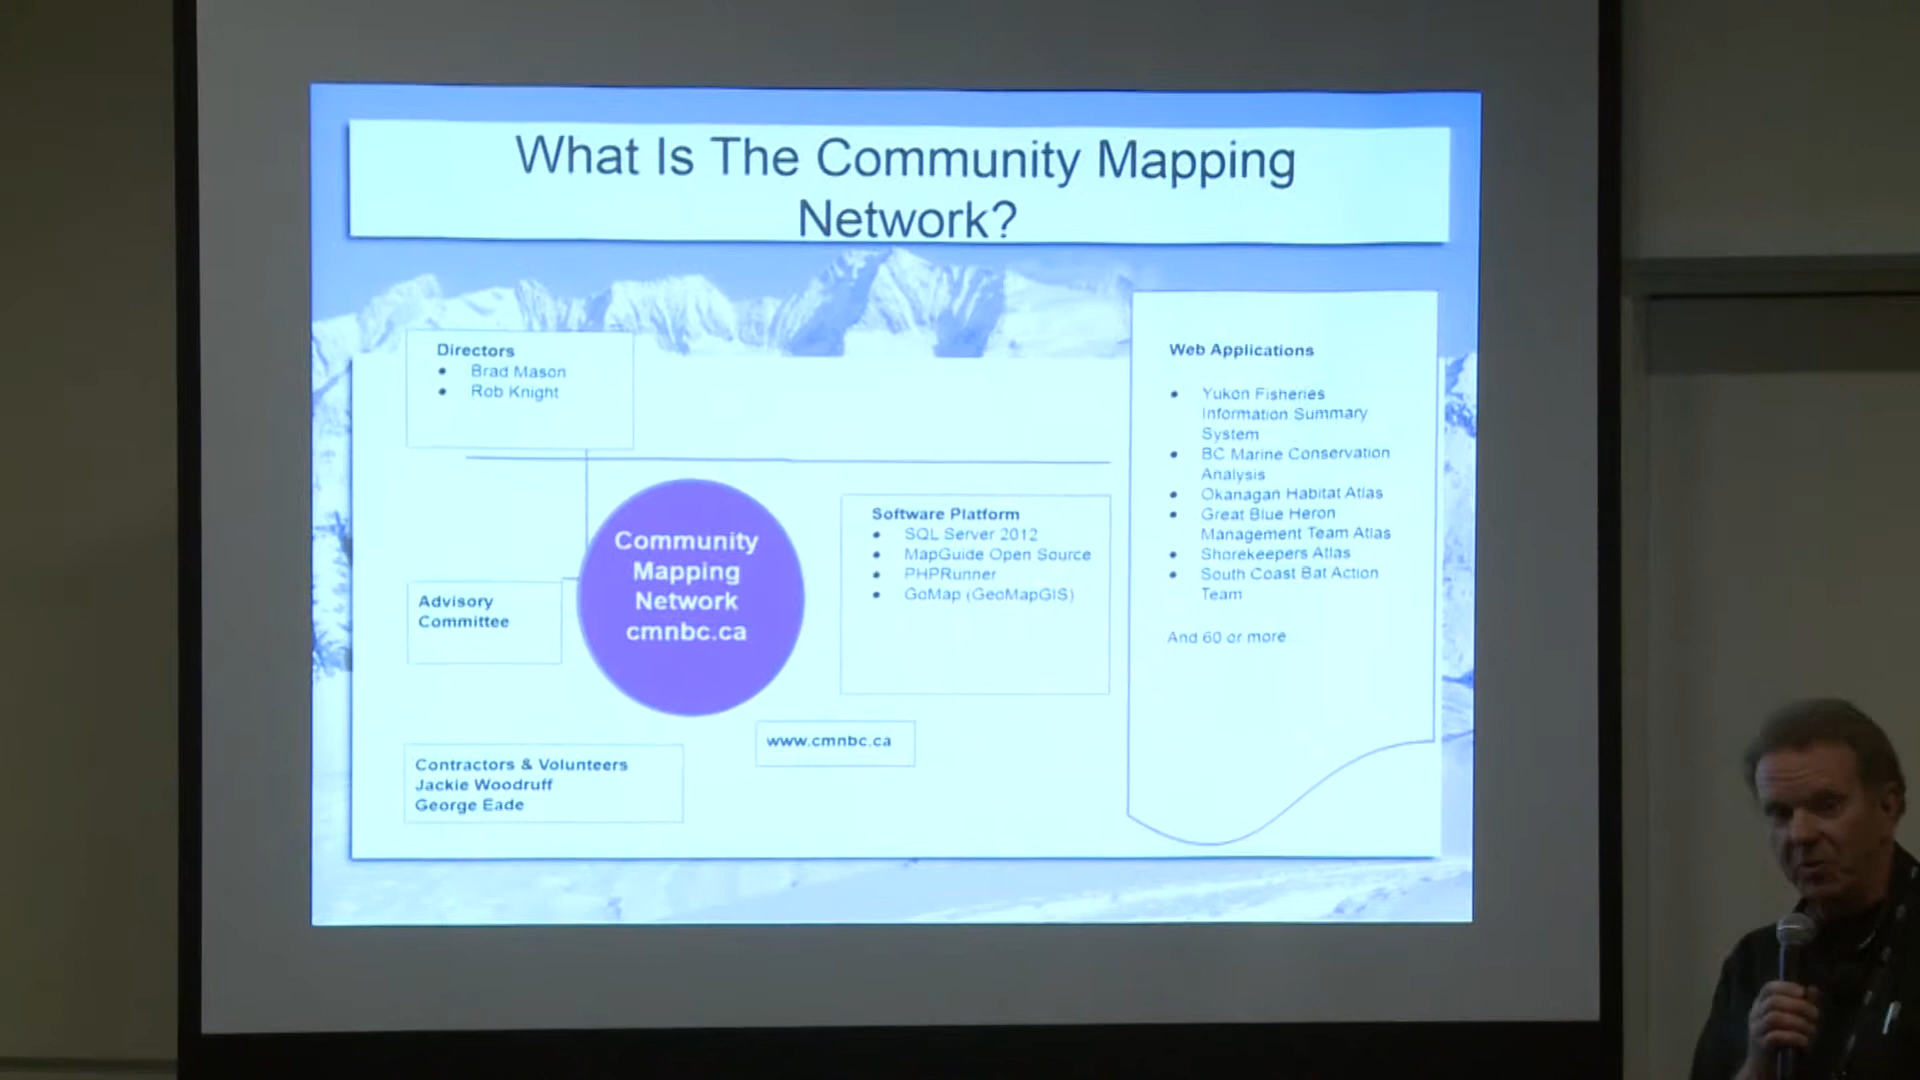 What Is The Community Mapping
Network?
Directors
Brad Mason
Rob Knight
Community
Mapping
Network
cmnbc.ca
Advisory
Committee
Contractors & Volunteers
Jackie Woodruff
George Eade
Software Platform
SQL Server 2012
MapGuide Open Source
PHPRunner
GoMap (GeoMapGIS)
www.cmnbc.ca
Web Applications
Yukon Fisheries
Information Summary
System
BC Marine Conservation
Analysis
Okanagan Habitat Atlas
Great Blue Heron
Management Team Atlas
Shorekeepers Atlas
South Coast Bat Action
Team
And 60 or more